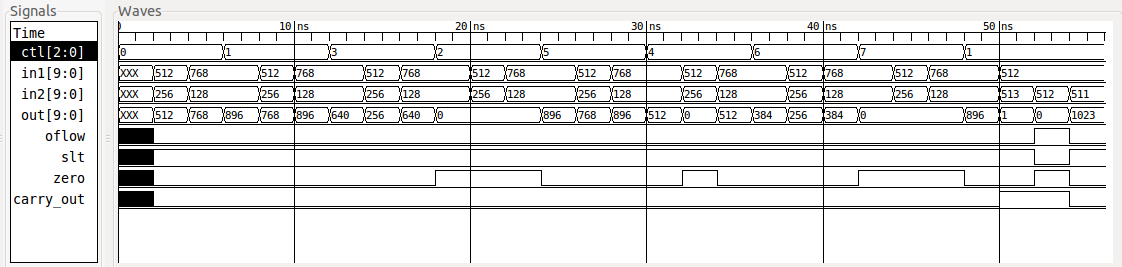 Signals Waves
Time 0 10 ns 20 ns 30 ns 40 ns 50 ns
ctl[2:0] 0 1 3 2 5 4 6 7 1
in1[9:0] XXX 512 768 512 768 512 768 512 768 512 768 512 768 512 768 512 768 512
in2[9:0] XXX 256 128 256 128 256 128 256 128 256 128 256 128 256 128 256 128 513 512 511
out[9:0] XXX 512 768 896 768 896 640 256 640 0 896 768 896 512 0 512 384 256 384 0 896 1 0 1023
oflow
slt
zero
carry_out